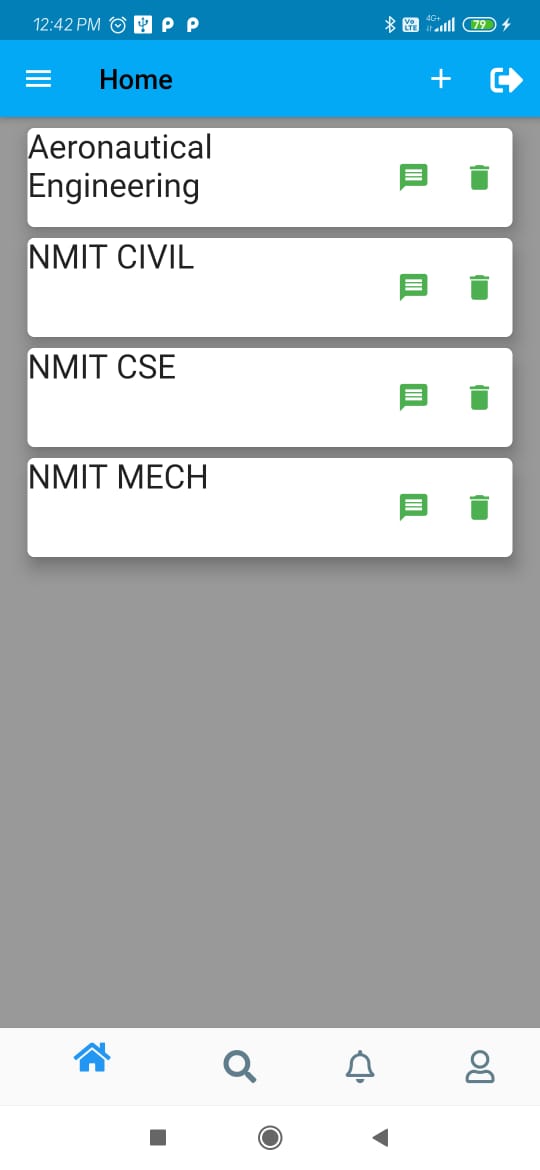 12:42 PM
Vo
LTE
4G+
79
Home
Aeronautical
Engineering
NMIT CIVIL
NMIT CSE
NMIT MECH